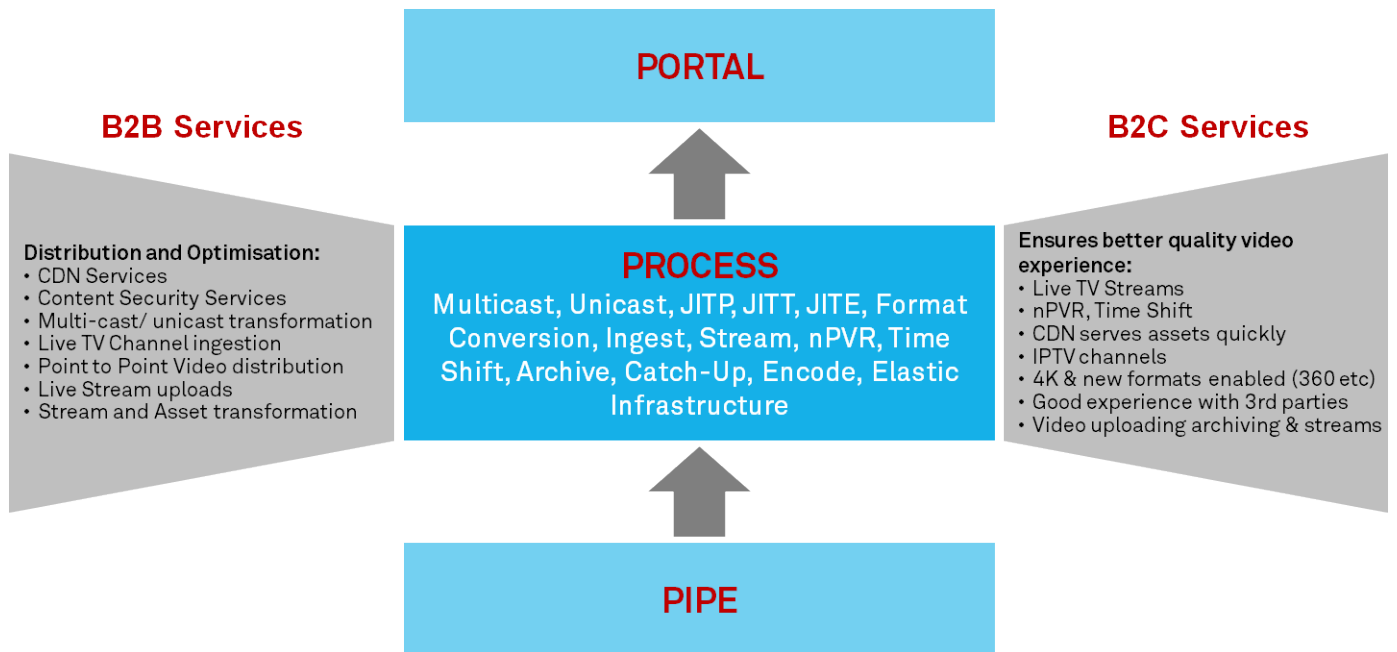 PORTAL
B2B Services
Distribution and Optimisation:
• CDN Services
• Content Security Services
• Multi-cast/ unicast transformation
• Live TV Channel ingestion
• Point to Point Video distribution
• Live Stream uploads
• Stream and Asset transformation
PROCESS
Multicast, Unicast, JITP, JITT, JITE, Format
Conversion, Ingest, Stream, nPVR, Time
Shift, Archive, Catch-Up, Encode, Elastic
Infrastructure
B2C Services
Ensures better quality video
experience:
• Live TV Streams
• nPVR, Time Shift
• CDN serves assets quickly
• IPTV channels
• 4K & new formats enabled (360 etc)
• Good experience with 3rd parties
• Video uploading archiving & streams
PIPE